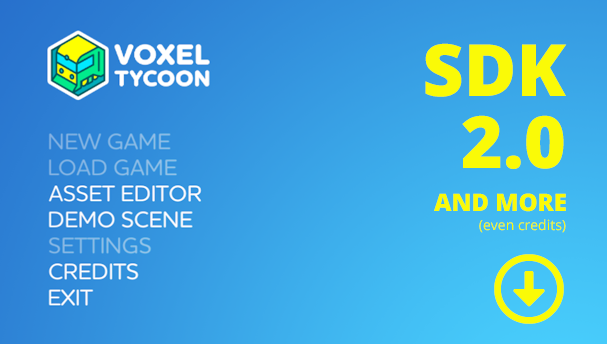 VOXEL
TYCOON
NEW GAME
LOAD GAME
ASSET EDITOR
DEMO SCENE
SETTINGS
CREDITS
EXIT
SDK
2.0
AND MORE
(even credits)